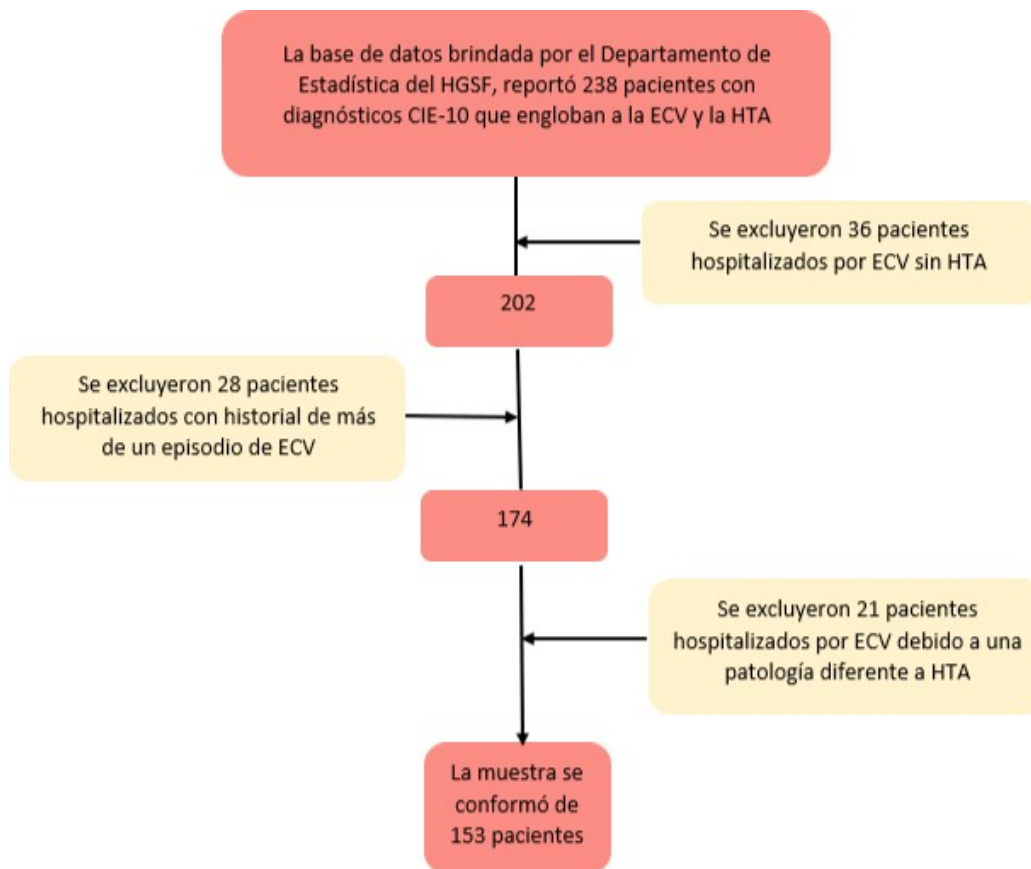 La base de datos brindada por el Departamento de
Estadística del HGSF, reportó 238 pacientes con
diagnósticos CIE-10 que engloban a la ECV y la HTA
Se excluyeron 36 pacientes
hospitalizados por ECV sin HTA
202
Se excluyeron 28 pacientes
hospitalizados con historial de más
de un episodio de ECV
174
Se excluyeron 21 pacientes
hospitalizados por ECV debido a una
patología diferente a HTA
La muestra se
conformó de
153 pacientes